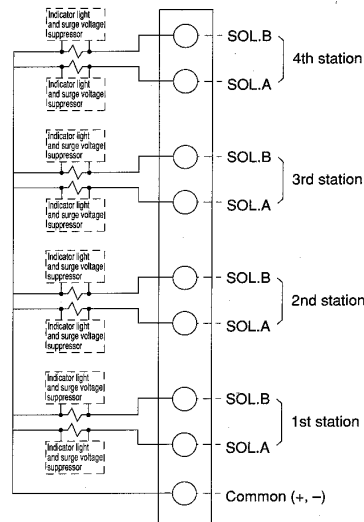 Indicator light
and surge voltage
suppressor
SOL.B
4th station
Indicator light
and surge voltage
suppressor
SOL.A
Indicator light
and surge voltage
suppressor
SOL.B
3rd station
Indicator light
and surge voltage
suppressor
SOL.A
Indicator light
and surge voltage
suppressor
SOL.B
2nd station
Indicator light
and surge voltage
suppressor
SOL.A
Indicator light
and surge voltage
suppressor
SOL.B
1st station
Indicator light
and surge voltage
suppressor
SOL.A
Common (+, −)